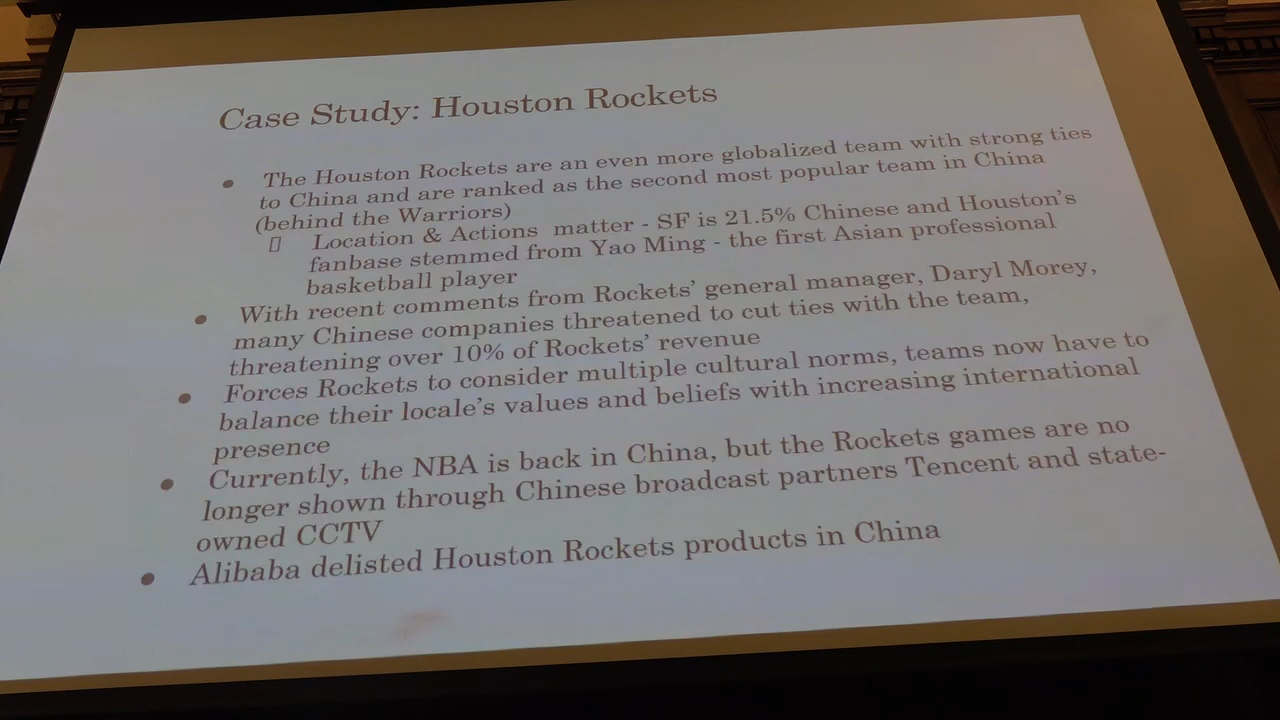 Case Study: Houston Rockets
● The Houston Rockets are an even more globalized team with strong ties
to China and are ranked as the second most popular team in China
(behind the Warriors)
▯ Location & Actions matter - SF is 21.5% Chinese and Houston's
fanbase stemmed from Yao Ming - the first Asian professional
basketball player
● With recent comments from Rockets' general manager, Daryl Morey,
many Chinese companies threatened to cut ties with the team,
threatening over 10% of Rockets' revenue
● Forces Rockets to consider multiple cultural norms, teams now have to
balance their locale's values and beliefs with increasing international
presence
● Currently, the NBA is back in China, but the Rockets games are no
longer shown through Chinese broadcast partners Tencent and state-
owned CCTV
● Alibaba delisted Houston Rockets products in China